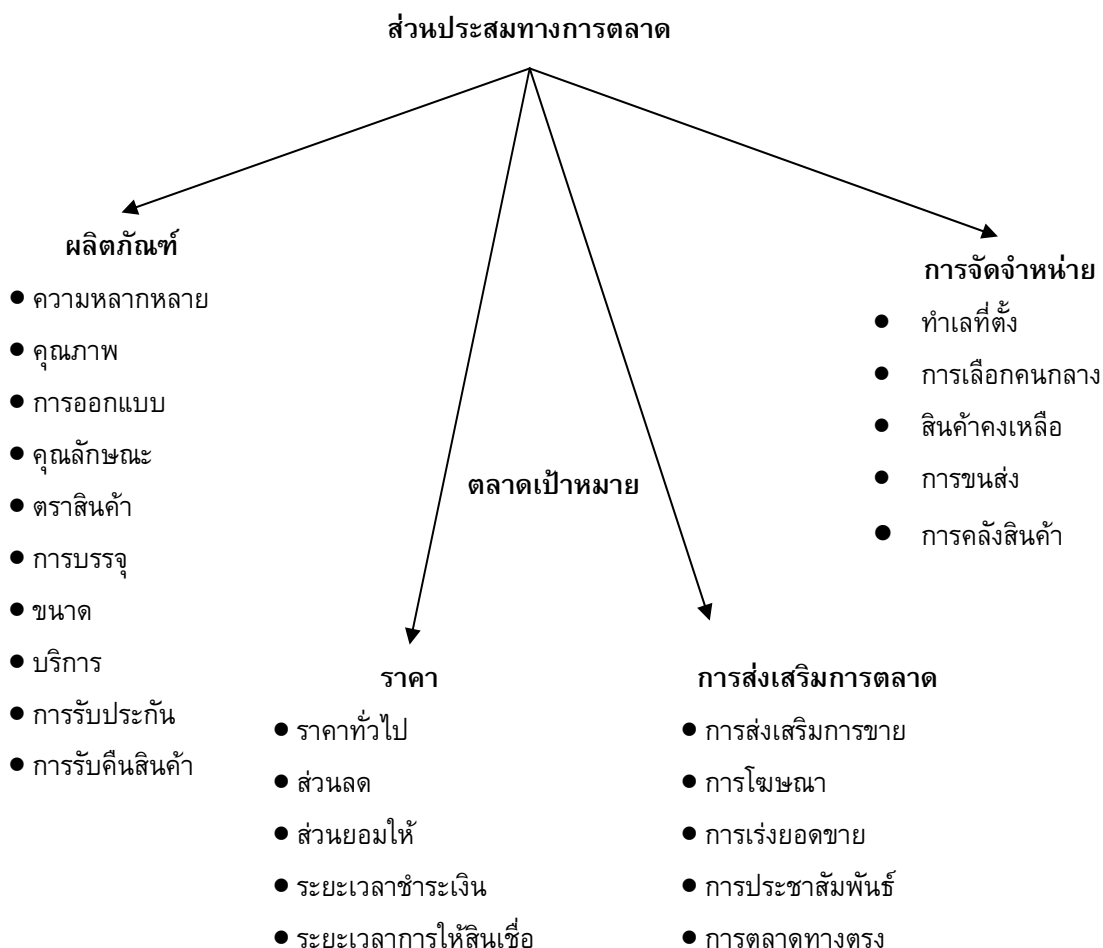 ส่วนประสมทางการตลาด
ผลิตภัณฑ์
● ความหลากหลาย
● คุณภาพ
● การออกแบบ
● คุณลักษณะ
● ตราสินค้า
● การบรรจุ
● ขนาด
● บริการ
● การรับประกัน
● การรับคืนสินค้า
ตลาดเป้าหมาย
ราคา
● ราคาทั่วไป
● ส่วนลด
● ส่วนยอมให้
● ระยะเวลาชำระเงิน
● ระยะเวลาการให้สินเชื่อ
การส่งเสริมการตลาด
● การส่งเสริมการขาย
● การโฆษณา
● การเร่งยอดขาย
● การประชาสัมพันธ์
● การตลาดทางตรง
การจัดจำหน่าย
● ทำเลที่ตั้ง
● การเลือกคนกลาง
● สินค้าคงเหลือ
● การขนส่ง
● การคลังสินค้า